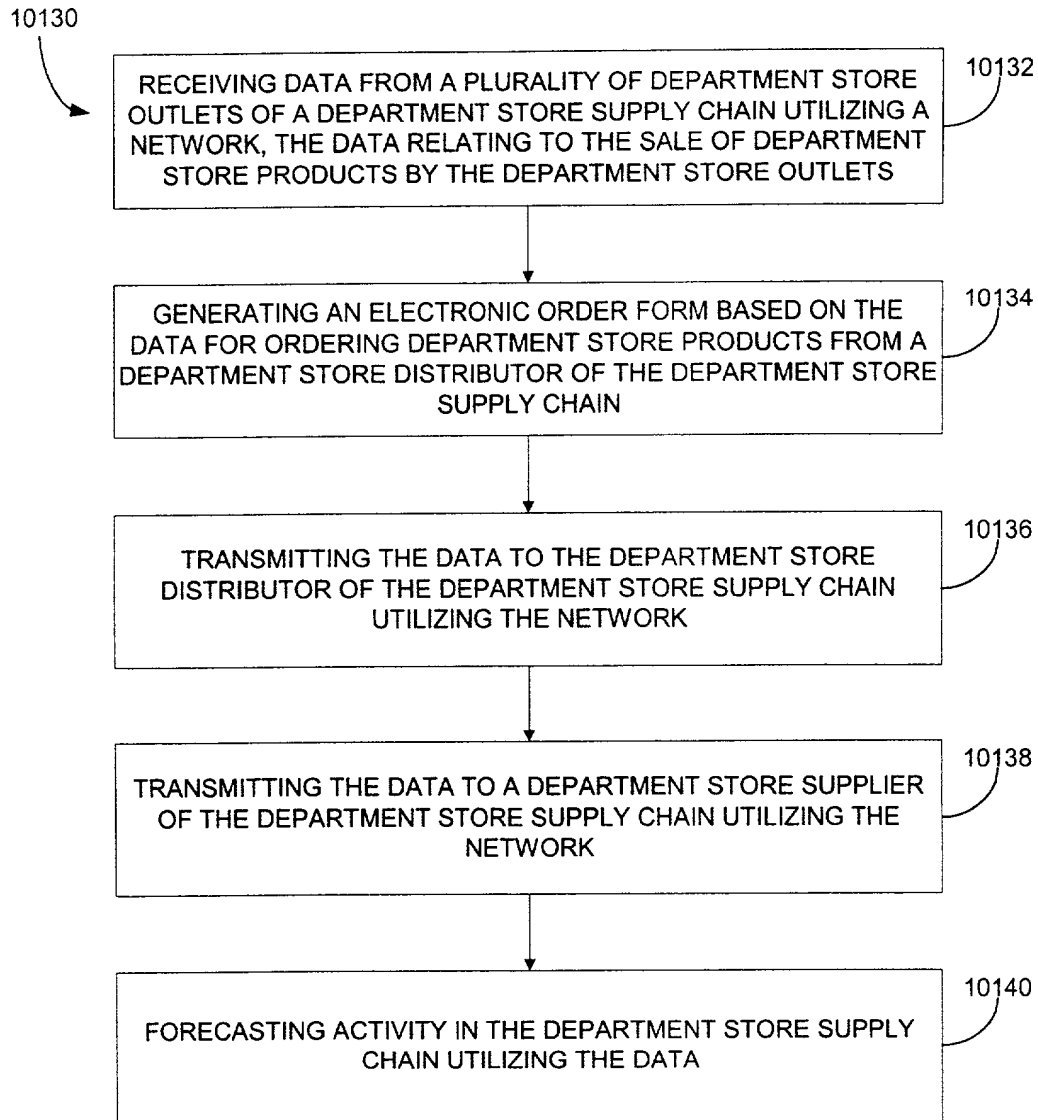 10130
RECEIVING DATA FROM A PLURALITY OF DEPARTMENT STORE
OUTLETS OF A DEPARTMENT STORE SUPPLY CHAIN UTILIZING A
NETWORK, THE DATA RELATING TO THE SALE OF DEPARTMENT
STORE PRODUCTS BY THE DEPARTMENT STORE OUTLETS
10132
GENERATING AN ELECTRONIC ORDER FORM BASED ON THE
DATA FOR ORDERING DEPARTMENT STORE PRODUCTS FROM A
DEPARTMENT STORE DISTRIBUTOR OF THE DEPARTMENT STORE
SUPPLY CHAIN
10134
TRANSMITTING THE DATA TO THE DEPARTMENT STORE
DISTRIBUTOR OF THE DEPARTMENT STORE SUPPLY CHAIN
UTILIZING THE NETWORK
10136
TRANSMITTING THE DATA TO A DEPARTMENT STORE SUPPLIER
OF THE DEPARTMENT STORE SUPPLY CHAIN UTILIZING THE
NETWORK
10138
FORECASTING ACTIVITY IN THE DEPARTMENT STORE SUPPLY
CHAIN UTILIZING THE DATA
10140